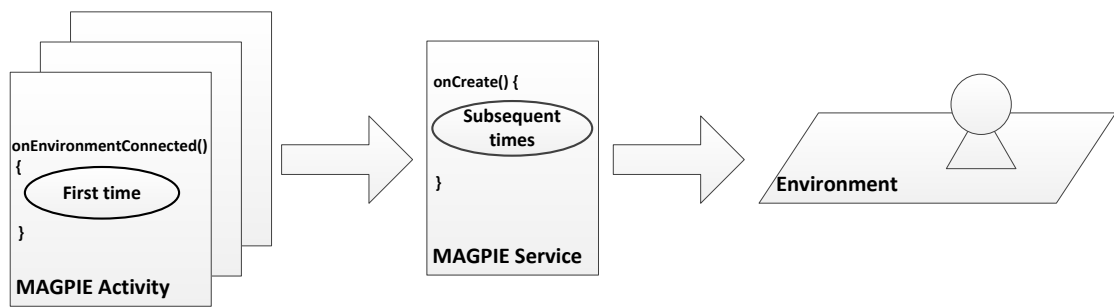 onEnvironmentConnected()
{
First time
}
MAGPIE Activity
onCreate() {
Subsequent
times
}
MAGPIE Service
Environment